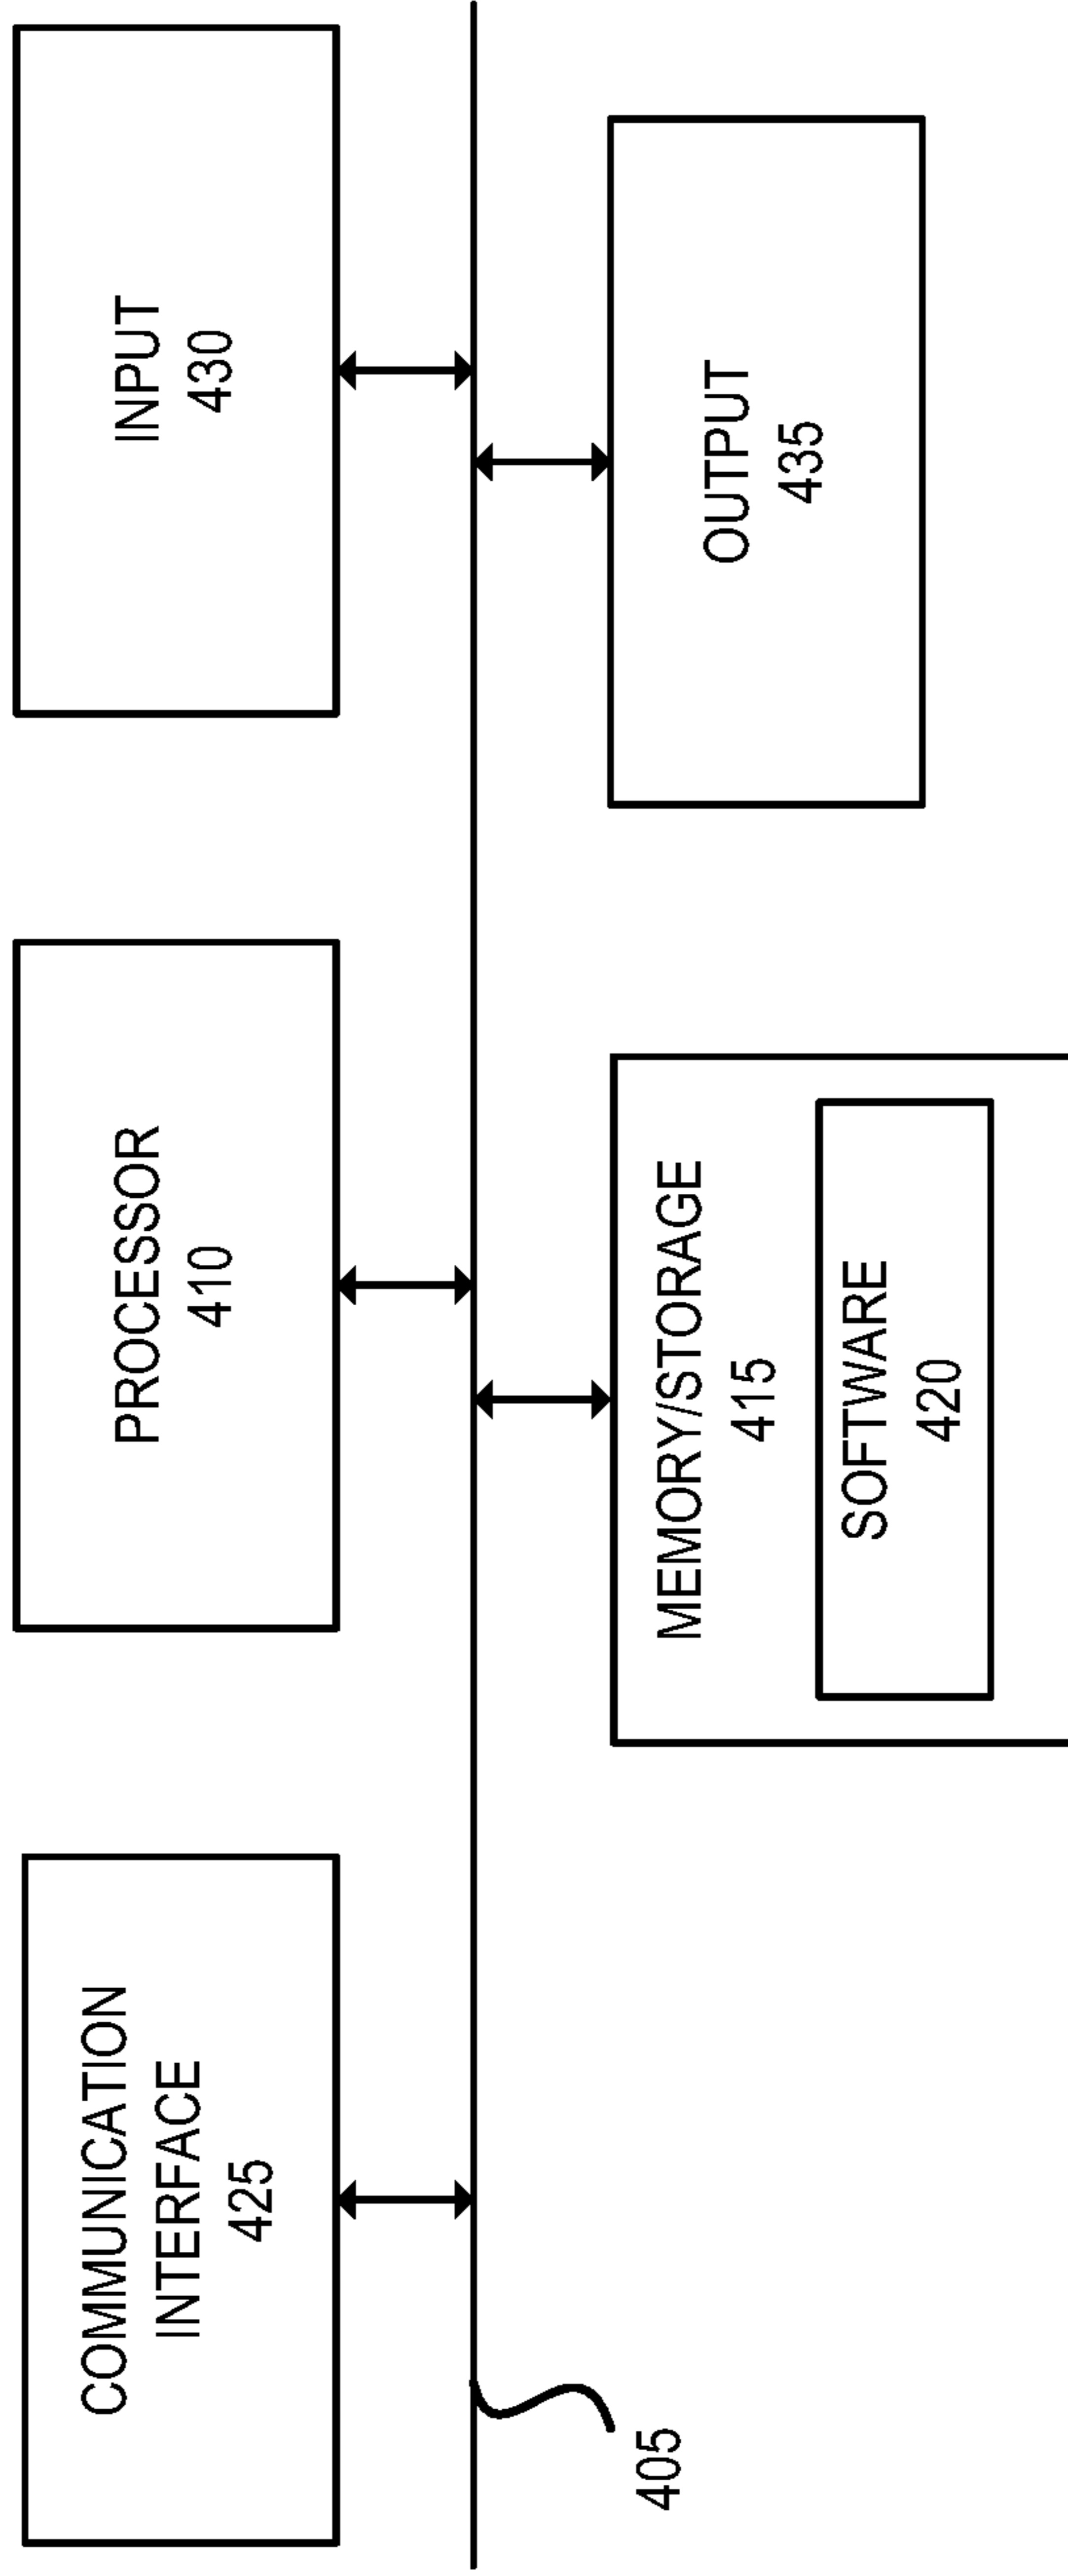 COMMUNICATION
INTERFACE
425
PROCESSOR
410
INPUT
430
405
MEMORY/STORAGE
415
SOFTWARE
420
OUTPUT
435